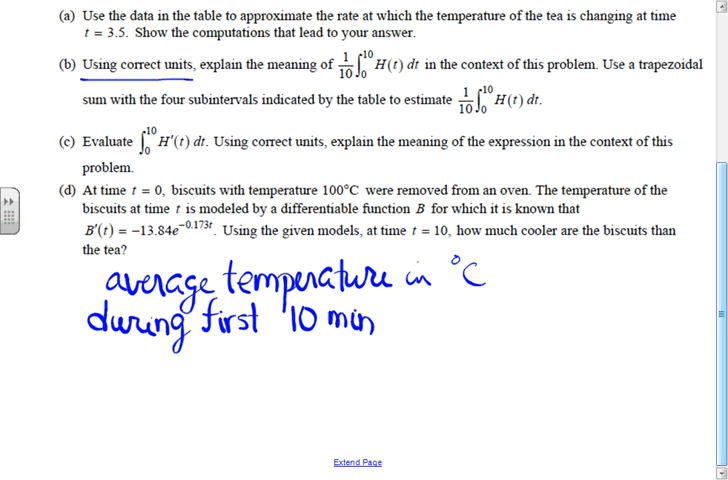 (a) Use the data in the table to approximate the rate at which the temperature of the tea is changing at time
t = 3.5. Show the computations that lead to your answer.
(b) Using correct units, explain the meaning of 1/10 ∫₀¹⁰ H(t) dt in the context of this problem. Use a trapezoidal
sum with the four subintervals indicated by the table to estimate 1/10 ∫₀¹⁰ H(t) dt.
(c) Evaluate ∫₀¹⁰ H′(t) dt. Using correct units, explain the meaning of the expression in the context of this
problem.
(d) At time t = 0, biscuits with temperature 100°C were removed from an oven. The temperature of the
biscuits at time t is modeled by a differentiable function B for which it is known that
B′(t) = −13.84e^(−0.173t). Using the given models, at time t = 10, how much cooler are the biscuits than
the tea?
average temperature in °C
during first 10 min
Extend Page